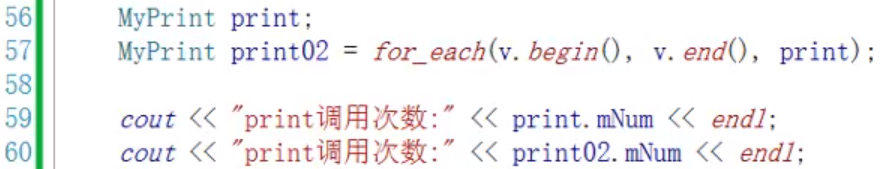 56 MyPrint print;
57 MyPrint print02 = for_each(v.begin(), v.end(), print);
58
59 cout << "print调用次数:" << print.mNum << endl;
60 cout << "print调用次数:" << print02.mNum << endl;